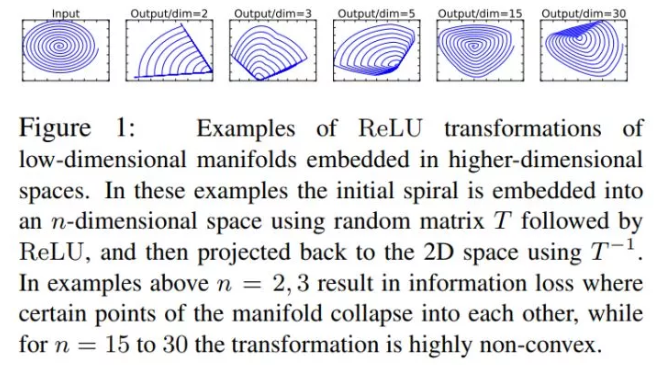 Input Output/dim=2 Output/dim=3 Output/dim=5 Output/dim=15 Output/dim=30
Figure 1: Examples of ReLU transformations of
low-dimensional manifolds embedded in higher-dimensional
spaces. In these examples the initial spiral is embedded into
an n-dimensional space using random matrix T followed by
ReLU, and then projected back to the 2D space using T⁻¹.
In examples above n = 2, 3 result in information loss where
certain points of the manifold collapse into each other, while
for n = 15 to 30 the transformation is highly non-convex.